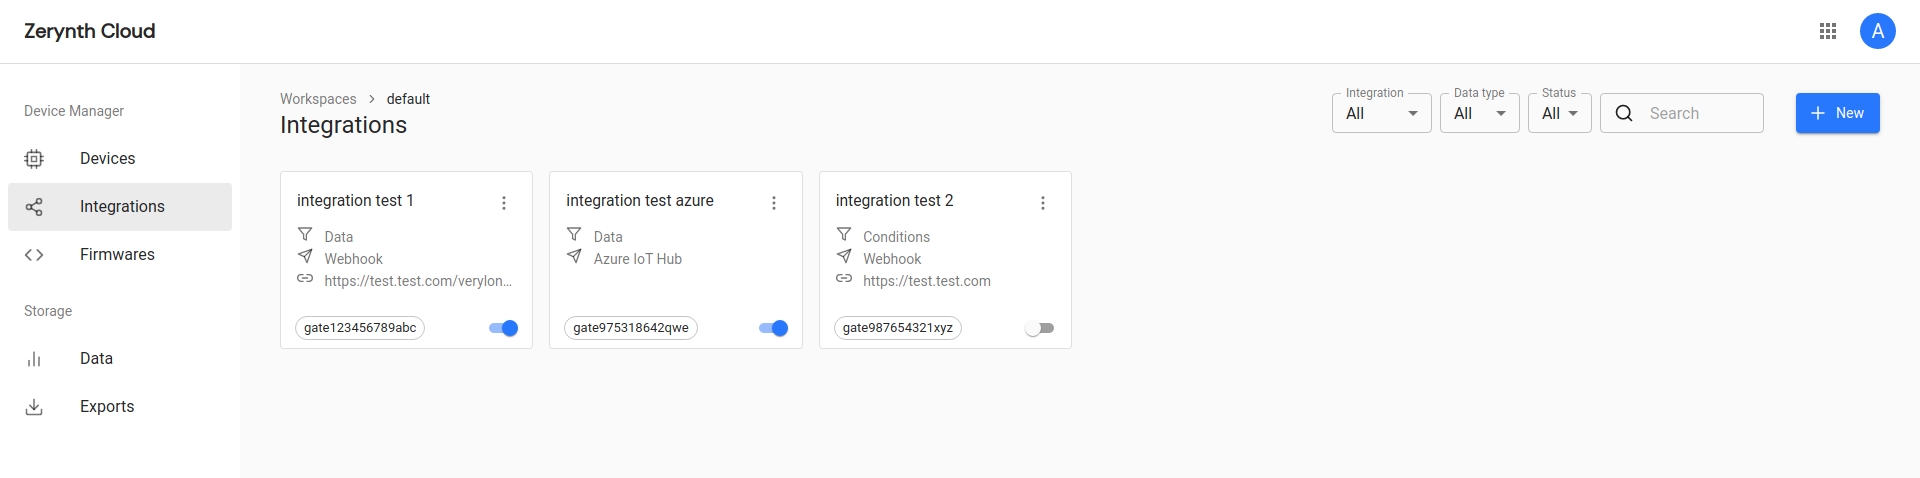 Zerynth Cloud
A
Device Manager
Devices
Integrations
Firmwares
Storage
Data
Exports
Workspaces > default
Integrations
Integration
All
Data type
All
Status
All
Search
+ New
integration test 1
Data
Webhook
https://test.test.com/verylon...
gate123456789abc
integration test azure
Data
Azure IoT Hub
gate975318642qwe
integration test 2
Conditions
Webhook
https://test.test.com
gate987654321xyz